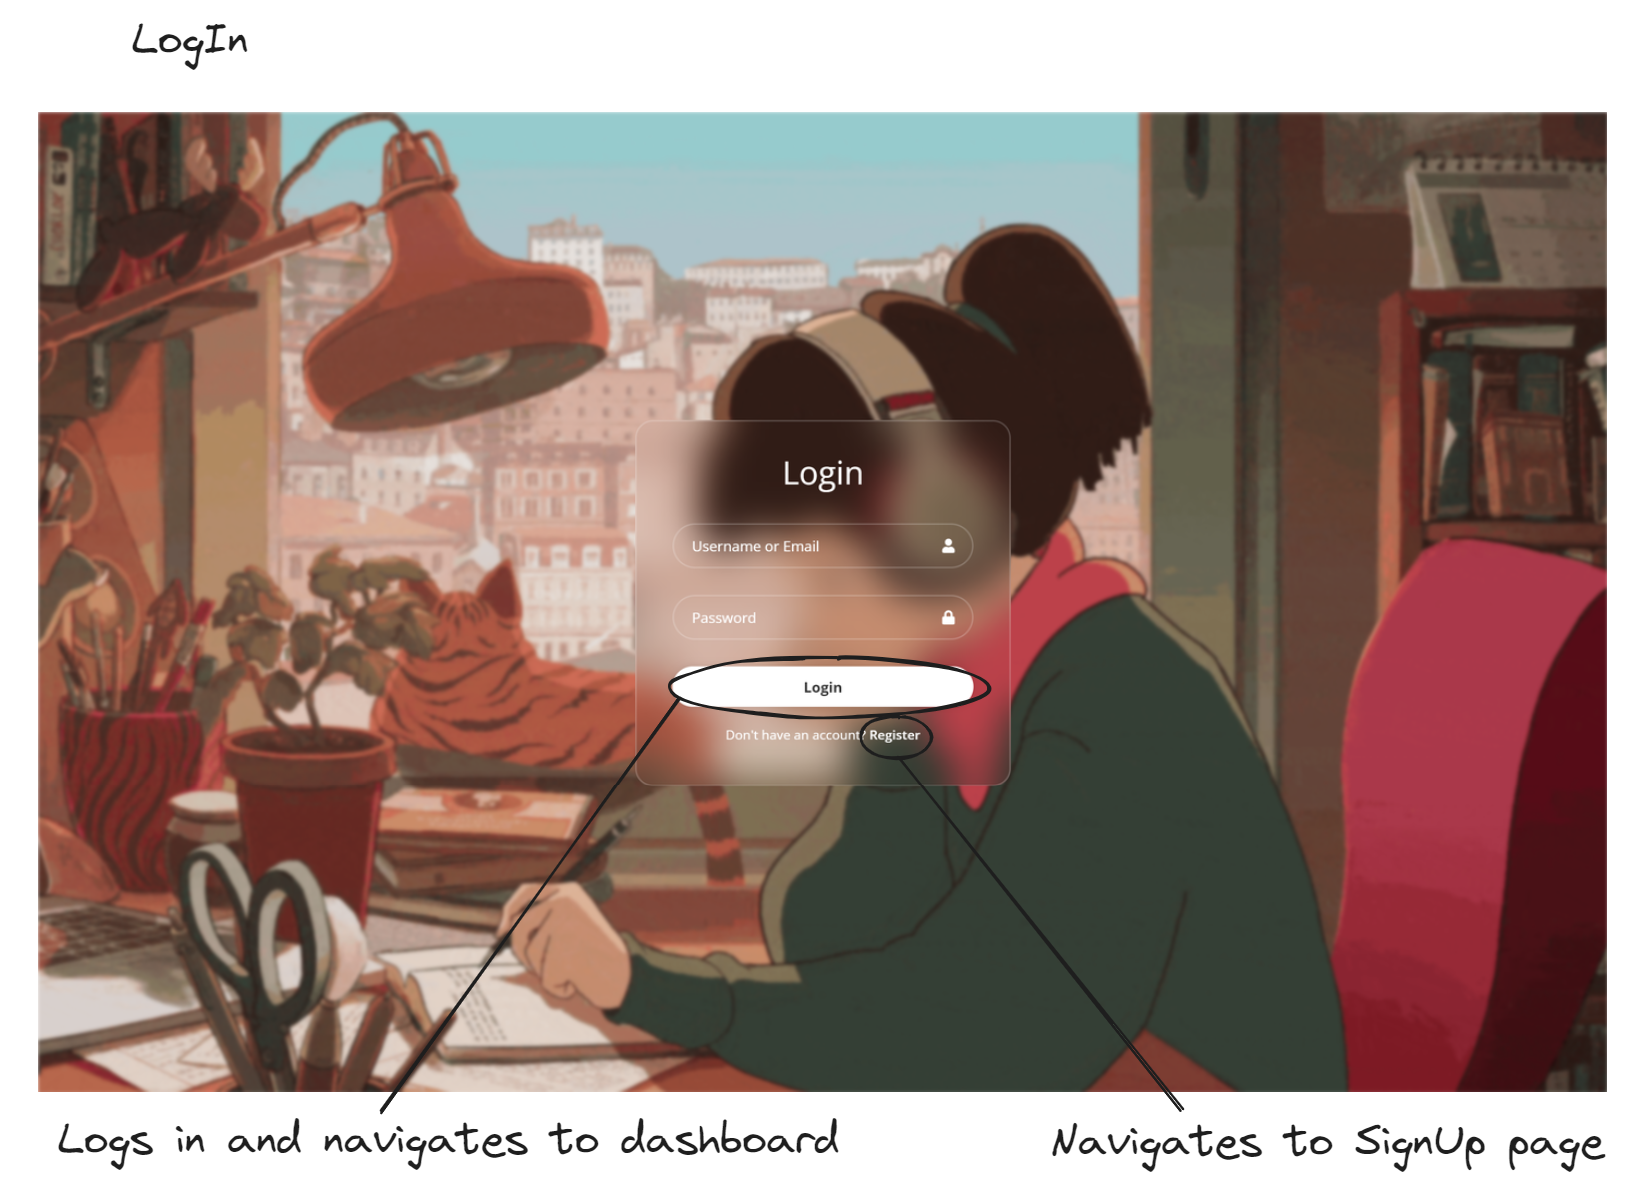 LogIn
Login
Username or Email
Password
Login
Don't have an account? Register
Logs in and navigates to dashboard
Navigates to SignUp page